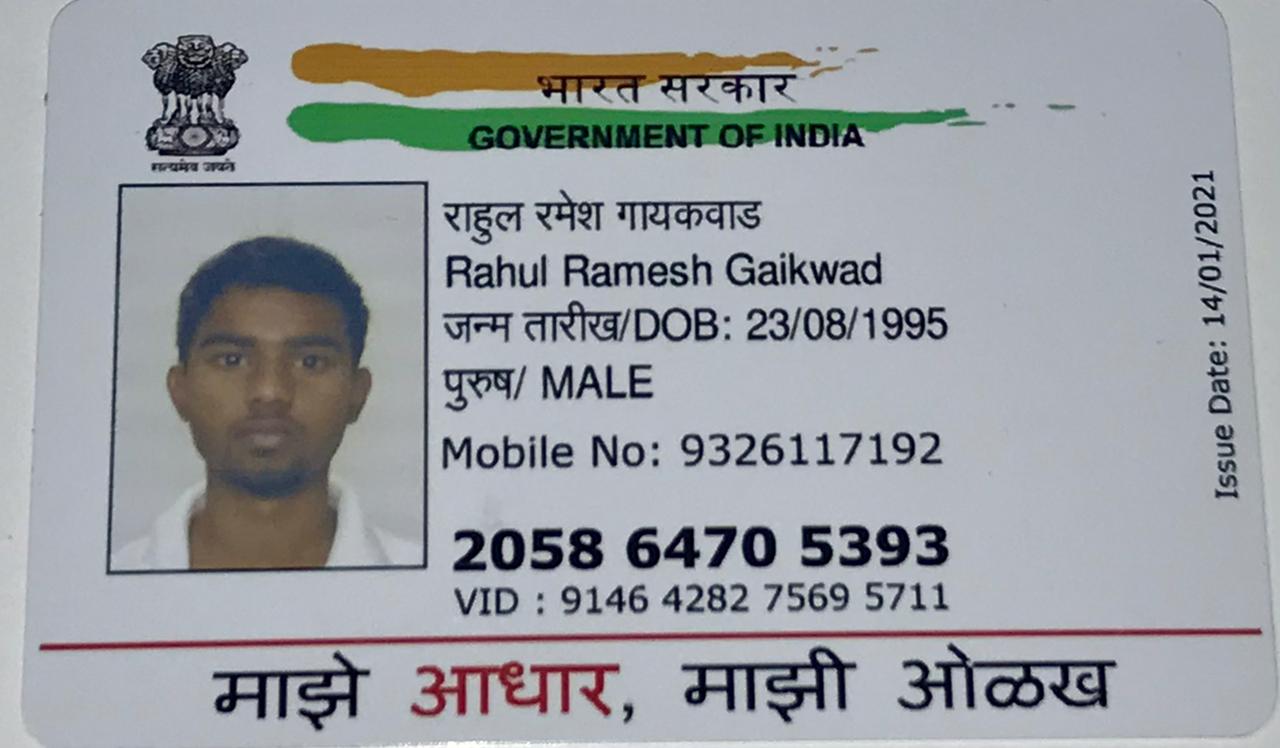 भारत सरकार
GOVERNMENT OF INDIA
सत्यमेव जयते
राहुल रमेश गायकवाड
Rahul Ramesh Gaikwad
जन्म तारीख/DOB: 23/08/1995
पुरुष/ MALE
Mobile No: 9326117192
2058 6470 5393
VID : 9146 4282 7569 5711
Issue Date: 14/01/2021
माझे आधार, माझी ओळख